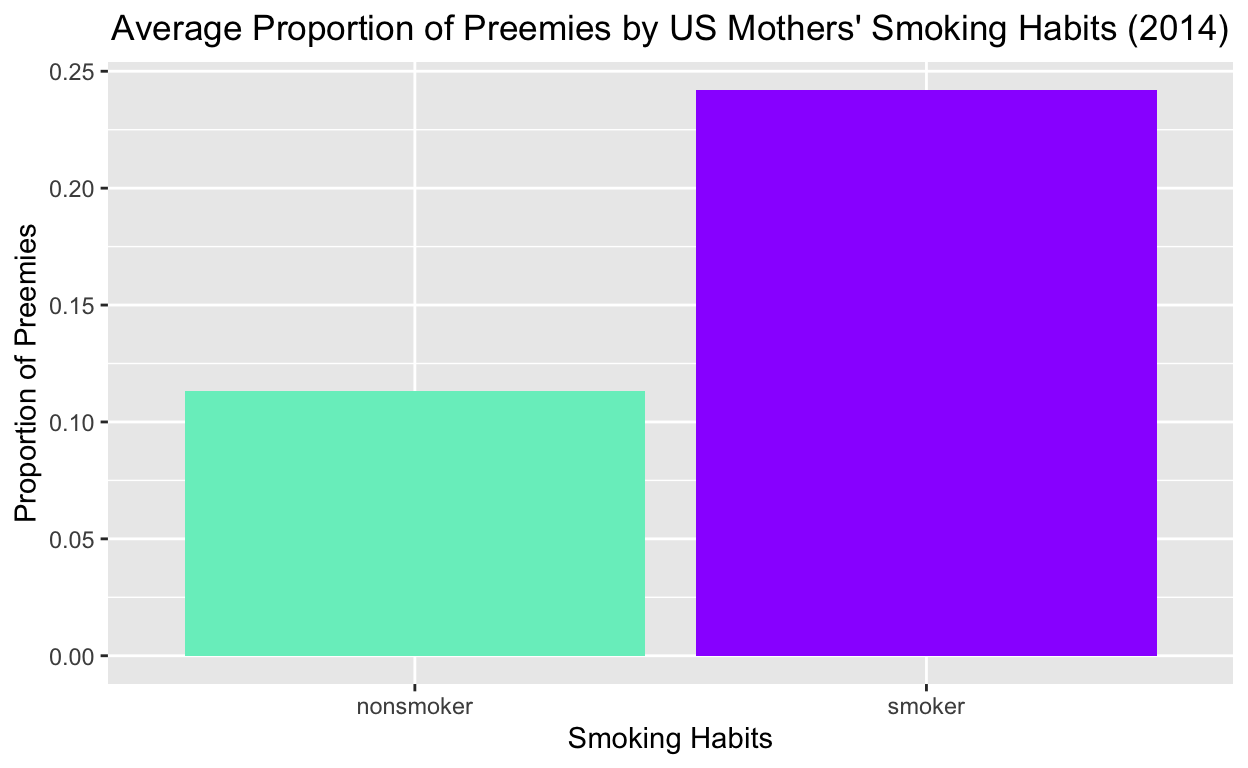 Average Proportion of Preemies by US Mothers' Smoking Habits (2014)
0.25
0.20
0.15
0.10
0.05
0.00
Proportion of Preemies
nonsmoker
smoker
Smoking Habits